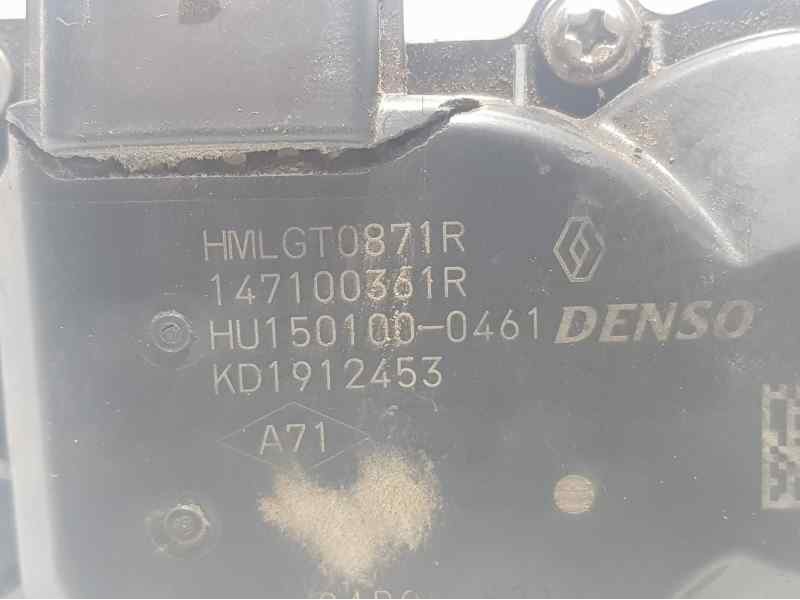 HMLGT0871R
147100361R
HU150100-0461 DENSO
KD1912453
A71